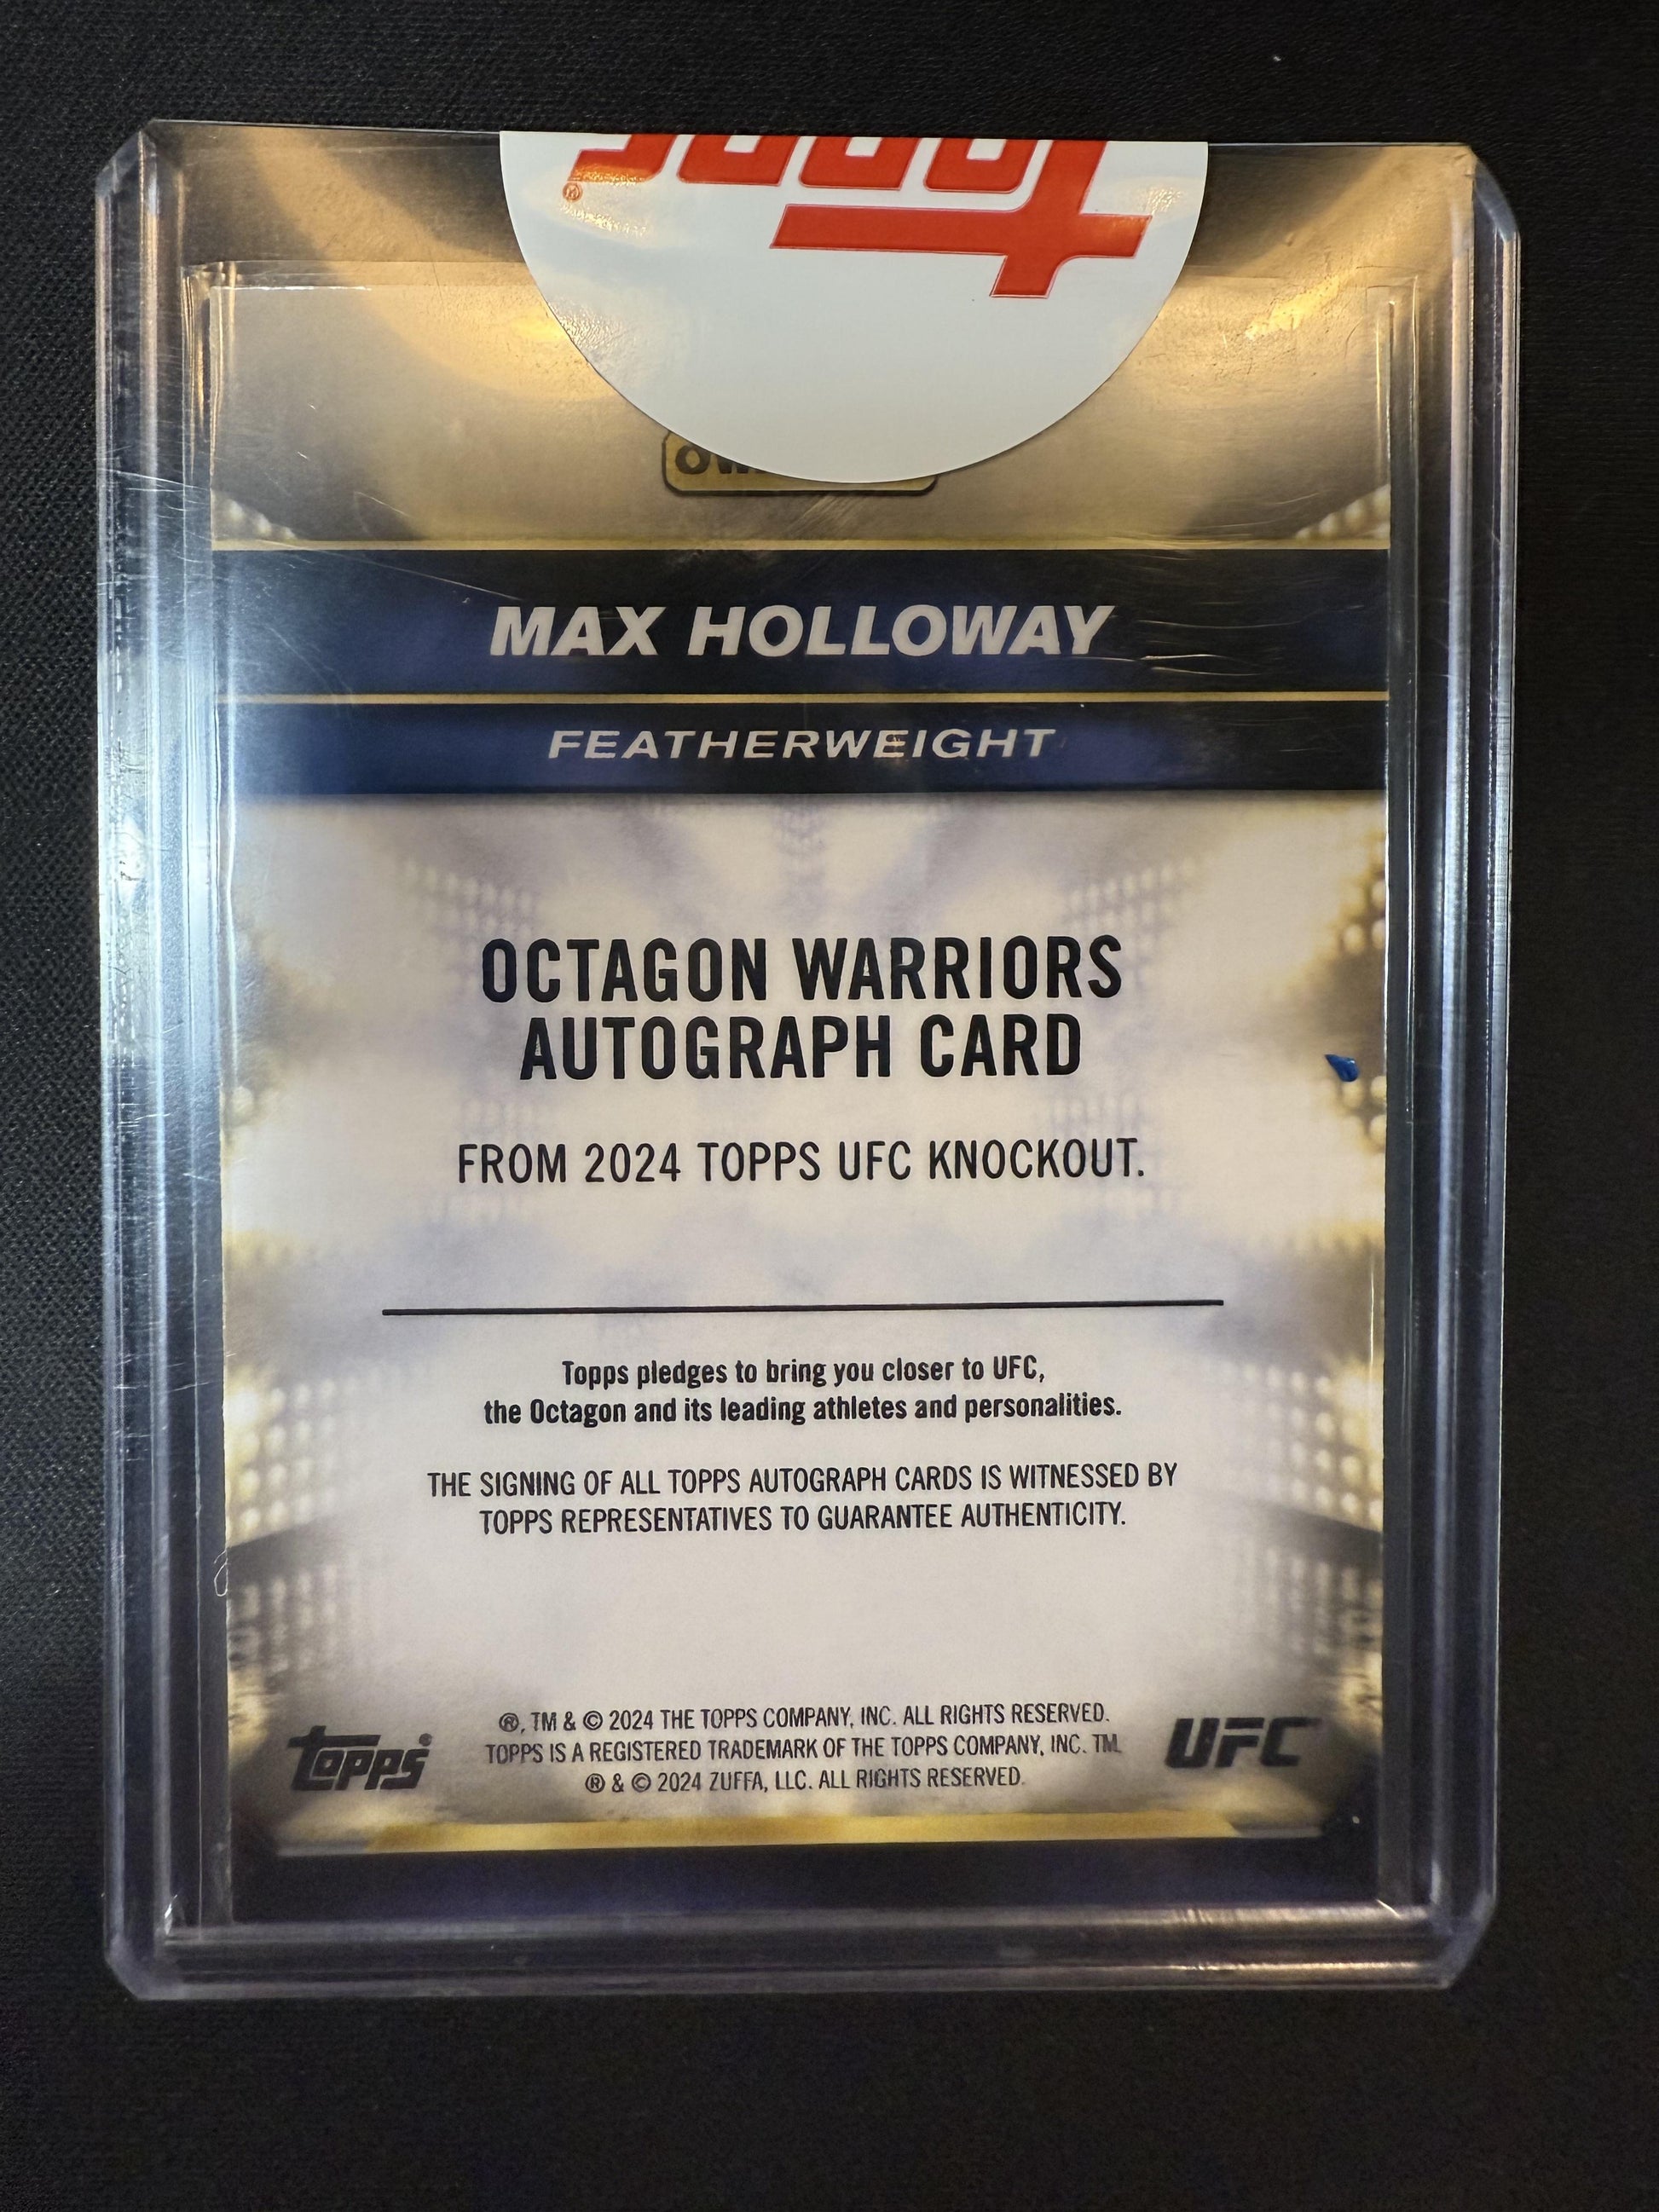 topps
®
MAX HOLLOWAY
FEATHERWEIGHT
OCTAGON WARRIORS
AUTOGRAPH CARD
FROM 2024 TOPPS UFC KNOCKOUT.
Topps pledges to bring you closer to UFC,
the Octagon and its leading athletes and personalities.
THE SIGNING OF ALL TOPPS AUTOGRAPH CARDS IS WITNESSED BY
TOPPS REPRESENTATIVES TO GUARANTEE AUTHENTICITY.
®, TM & © 2024 THE TOPPS COMPANY, INC. ALL RIGHTS RESERVED.
TOPPS IS A REGISTERED TRADEMARK OF THE TOPPS COMPANY, INC. TM,
® & © 2024 ZUFFA, LLC. ALL RIGHTS RESERVED.
topps
UFC